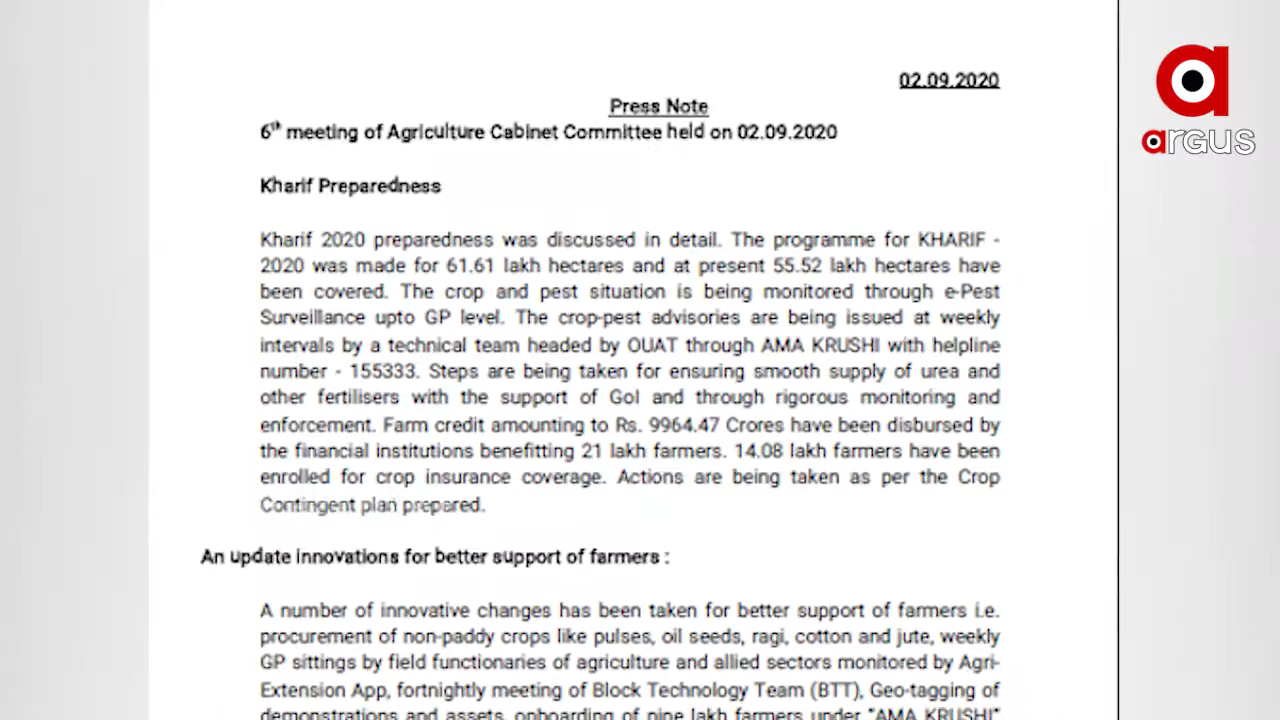 02.09.2020
Press Note
6th meeting of Agriculture Cabinet Committee held on 02.09.2020
Kharif Preparedness
Kharif 2020 preparedness was discussed in detail. The programme for KHARIF -
2020 was made for 61.61 lakh hectares and at present 55.52 lakh hectares have
been covered. The crop and pest situation is being monitored through e-Pest
Surveillance upto GP level. The crop-pest advisories are being issued at weekly
intervals by a technical team headed by OUAT through AMA KRUSHI with helpline
number - 155333. Steps are being taken for ensuring smooth supply of urea and
other fertilisers with the support of GoI and through rigorous monitoring and
enforcement. Farm credit amounting to Rs. 9964.47 Crores have been disbursed by
the financial institutions benefitting 21 lakh farmers. 14.08 lakh farmers have been
enrolled for crop insurance coverage. Actions are being taken as per the Crop
Contingent plan prepared.
An update innovations for better support of farmers :
A number of innovative changes has been taken for better support of farmers i.e.
procurement of non-paddy crops like pulses, oil seeds, ragi, cotton and jute, weekly
GP sittings by field functionaries of agriculture and allied sectors monitored by Agri-
Extension App, fortnightly meeting of Block Technology Team (BTT), Geo-tagging of
demonstrations and assets, onboarding of nine lakh farmers under "AMA KRUSHI"
a
argus